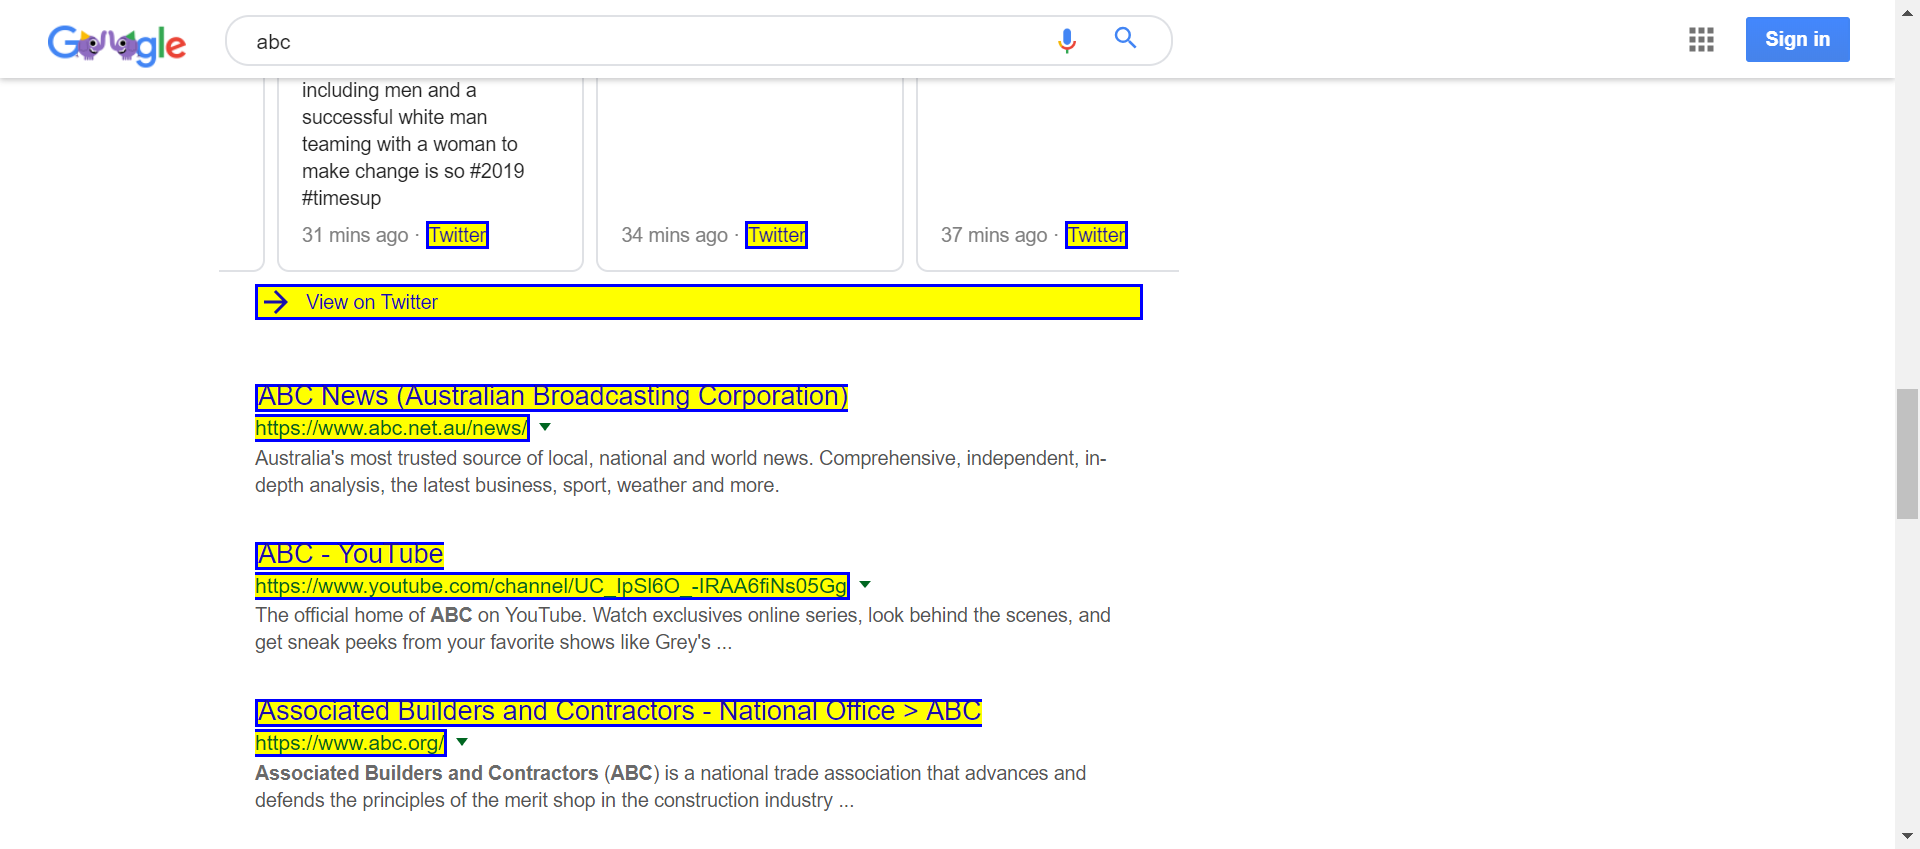 Google
abc
Sign in
including men and a
successful white man
teaming with a woman to
make change is so #2019
#timesup
31 mins ago · Twitter
34 mins ago · Twitter
37 mins ago · Twitter
View on Twitter
ABC News (Australian Broadcasting Corporation)
https://www.abc.net.au/news/
Australia's most trusted source of local, national and world news. Comprehensive, independent, in-
depth analysis, the latest business, sport, weather and more.
ABC - YouTube
https://www.youtube.com/channel/UC_IpSl6O_-IRAA6fiNs05Gg
The official home of ABC on YouTube. Watch exclusives online series, look behind the scenes, and
get sneak peeks from your favorite shows like Grey's ...
Associated Builders and Contractors - National Office > ABC
https://www.abc.org/
Associated Builders and Contractors (ABC) is a national trade association that advances and
defends the principles of the merit shop in the construction industry ...